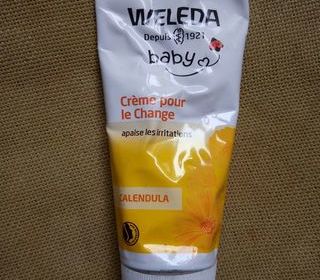 WELEDA
Depuis 1921
baby
Crème pour
le Change
apaise les irritations
CALENDULA